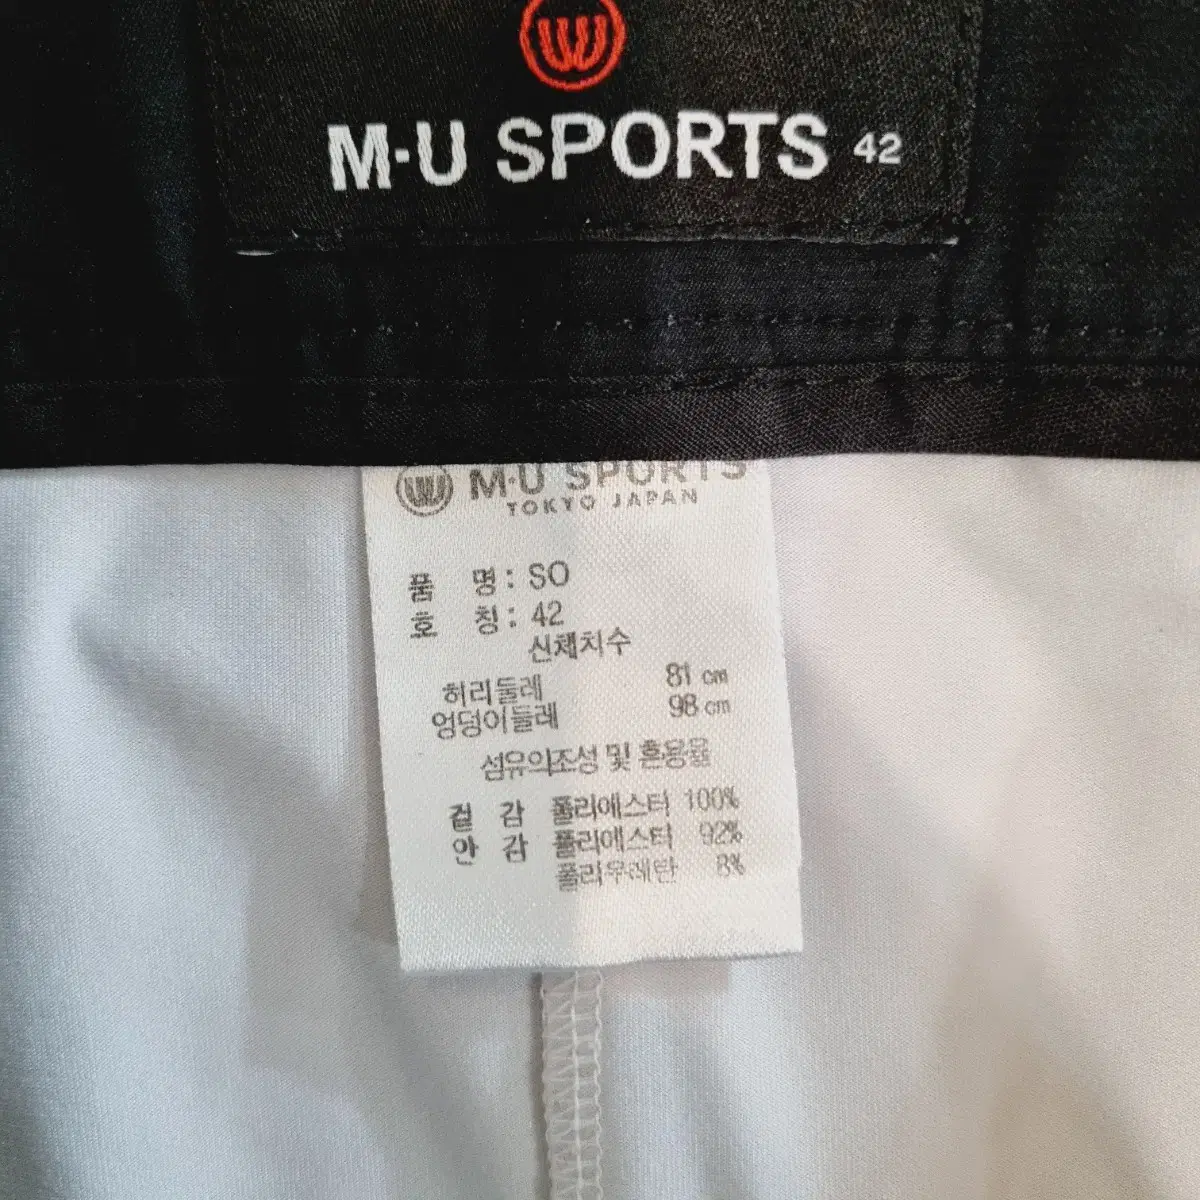 M·U SPORTS 42
M·U SPORTS
TOKYO JAPAN
품 명 : SO
호 칭 : 42
신체치수
허리둘레 81 cm
엉덩이둘레 98 cm
섬유의조성 및 혼용율
겉 감 폴리에스터 100%
안 감 폴리에스터 92%
폴리우레탄 8%